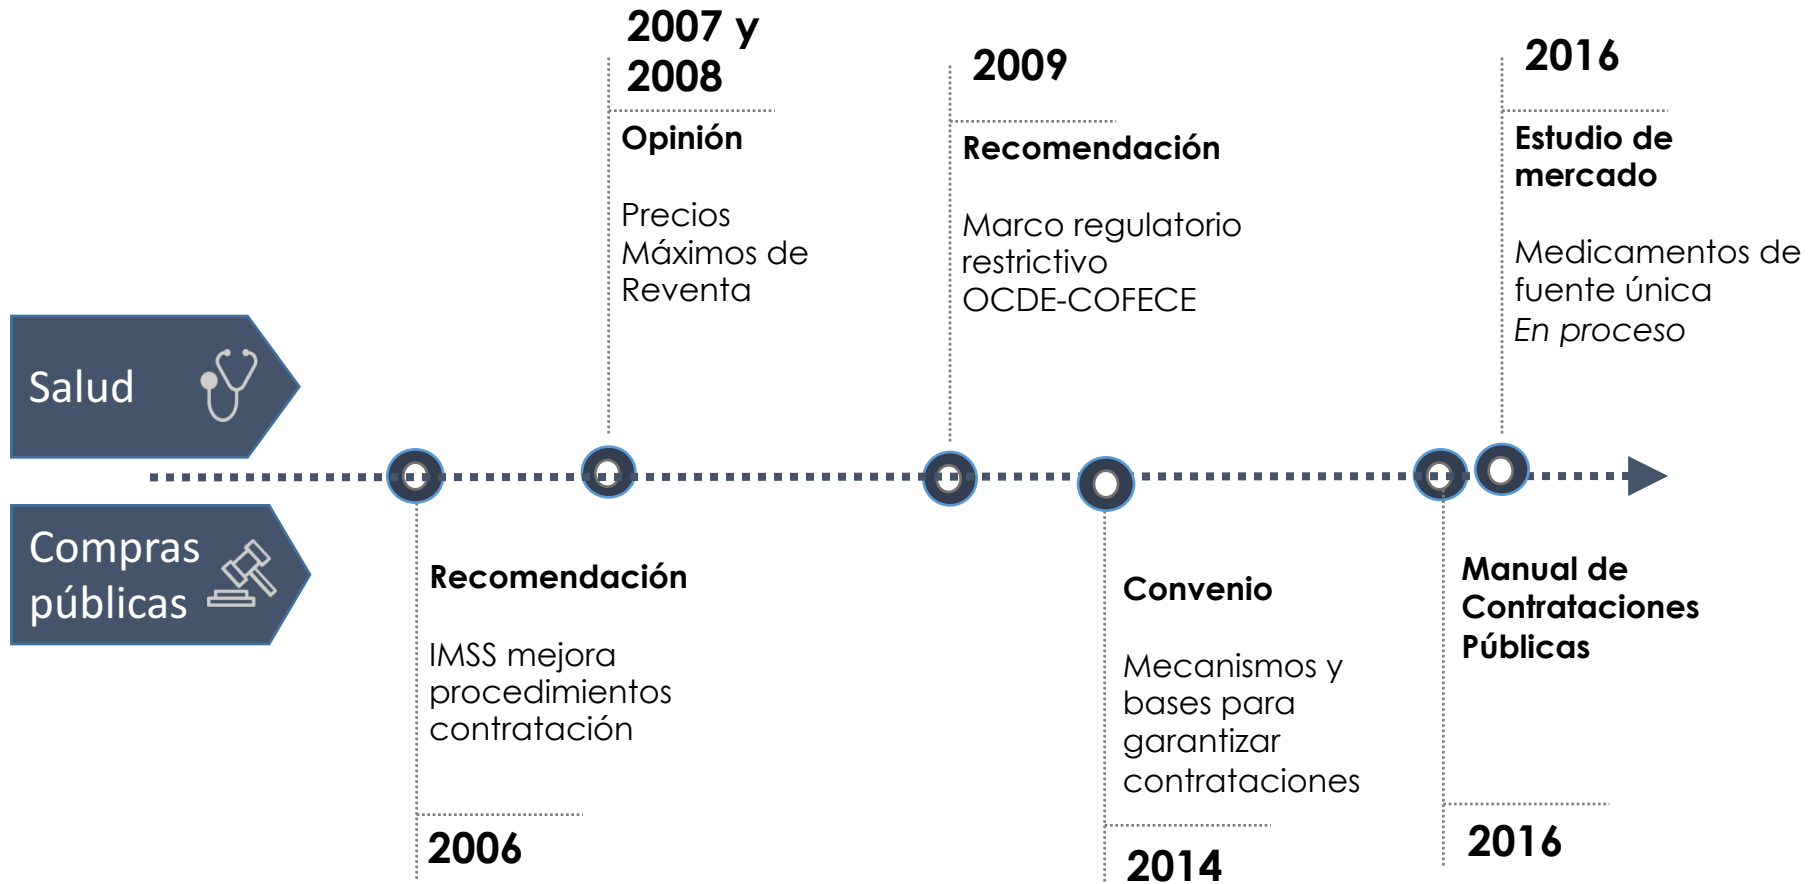 2007 y
2008
Opinión
Precios
Máximos de
Reventa
2009
Recomendación
Marco regulatorio
restrictivo
OCDE-COFECE
2016
Estudio de
mercado
Medicamentos de
fuente única
En proceso
Salud
Compras
públicas
Recomendación
IMSS mejora
procedimientos
contratación
2006
Convenio
Mecanismos y
bases para
garantizar
contrataciones
2014
Manual de
Contrataciones
Públicas
2016